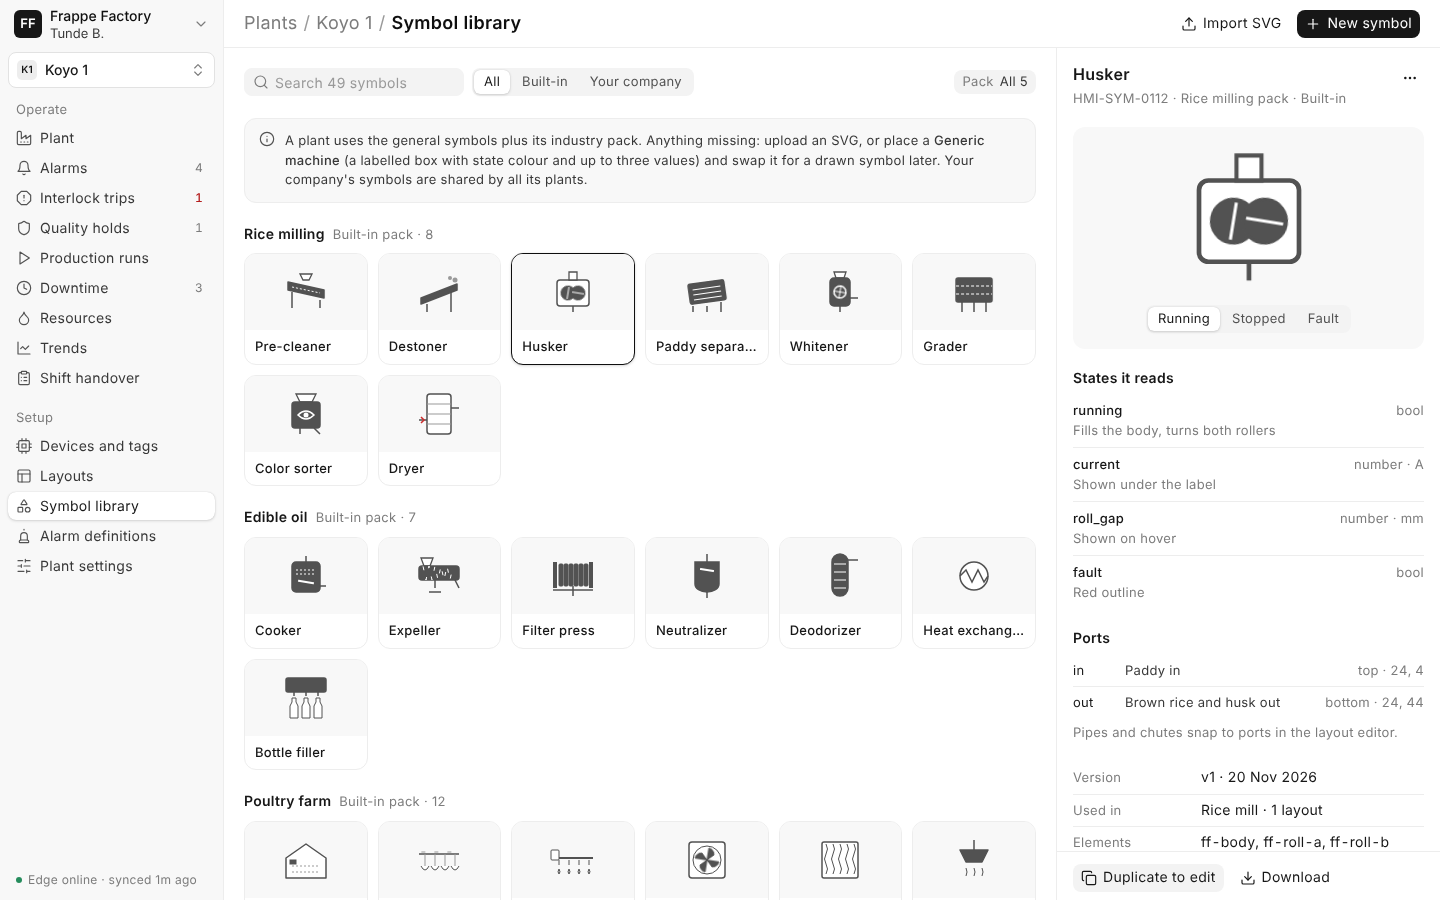 FF
Frappe Factory
Tunde B.
K1 Koyo 1
Operate
Plant
Alarms 4
Interlock trips 1
Quality holds 1
Production runs
Downtime 3
Resources
Trends
Shift handover
Setup
Devices and tags
Layouts
Symbol library
Alarm definitions
Plant settings
Edge online · synced 1m ago
Plants / Koyo 1 / Symbol library
Import SVG
New symbol
Search 49 symbols
All Built-in Your company
Pack All 5
A plant uses the general symbols plus its industry pack. Anything missing: upload an SVG, or place a Generic
machine (a labelled box with state colour and up to three values) and swap it for a drawn symbol later. Your
company's symbols are shared by all its plants.
Rice milling Built-in pack · 8
Pre-cleaner
Destoner
Husker
Paddy separa...
Whitener
Grader
Color sorter
Dryer
Edible oil Built-in pack · 7
Cooker
Expeller
Filter press
Neutralizer
Deodorizer
Heat exchang...
Bottle filler
Poultry farm Built-in pack · 12
Husker
HMI-SYM-0112 · Rice milling pack · Built-in
Running Stopped Fault
States it reads
running bool
Fills the body, turns both rollers
current number · A
Shown under the label
roll_gap number · mm
Shown on hover
fault bool
Red outline
Ports
in Paddy in top · 24, 4
out Brown rice and husk out bottom · 24, 44
Pipes and chutes snap to ports in the layout editor.
Version v1 · 20 Nov 2026
Used in Rice mill · 1 layout
Elements ff-body, ff-roll-a, ff-roll-b
Duplicate to edit
Download